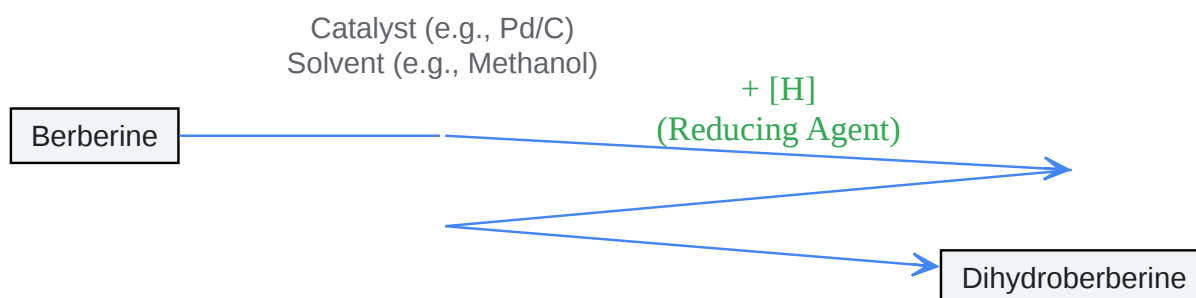 Catalyst (e.g., Pd/C)
Solvent (e.g., Methanol)
+ [H]
(Reducing Agent)
Berberine
Dihydroberberine